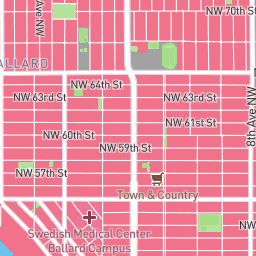 NW 70th St
Ave NW
ALLARD
NW 64th St
NW 63rd St
NW 63rd St
NW 61st St
8th Ave NW
NW 60th St
NW 59th St
NW 57th St
Town & Country
NW
Swedish Medical Center
Ballard Campus